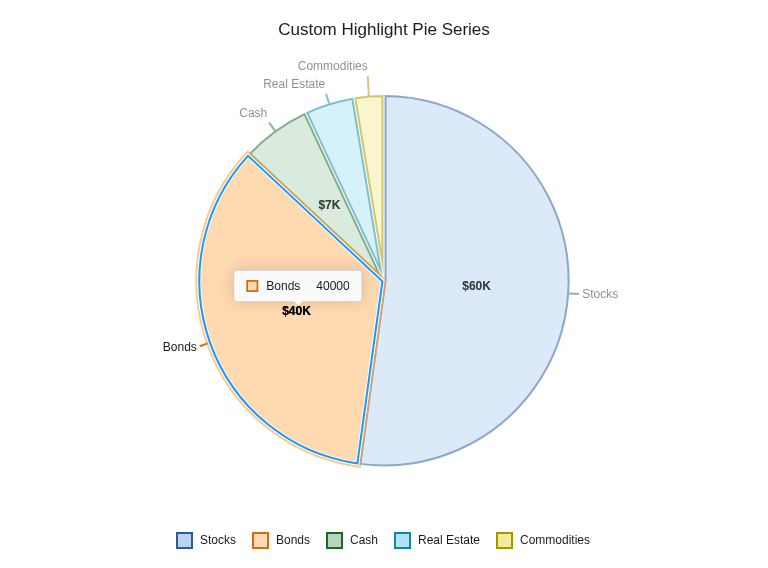 Custom Highlight Pie Series
Commodities
Real Estate
Cash
$7K
Bonds 40000
$60K
Stocks
$40K
Bonds
Stocks Bonds Cash Real Estate Commodities